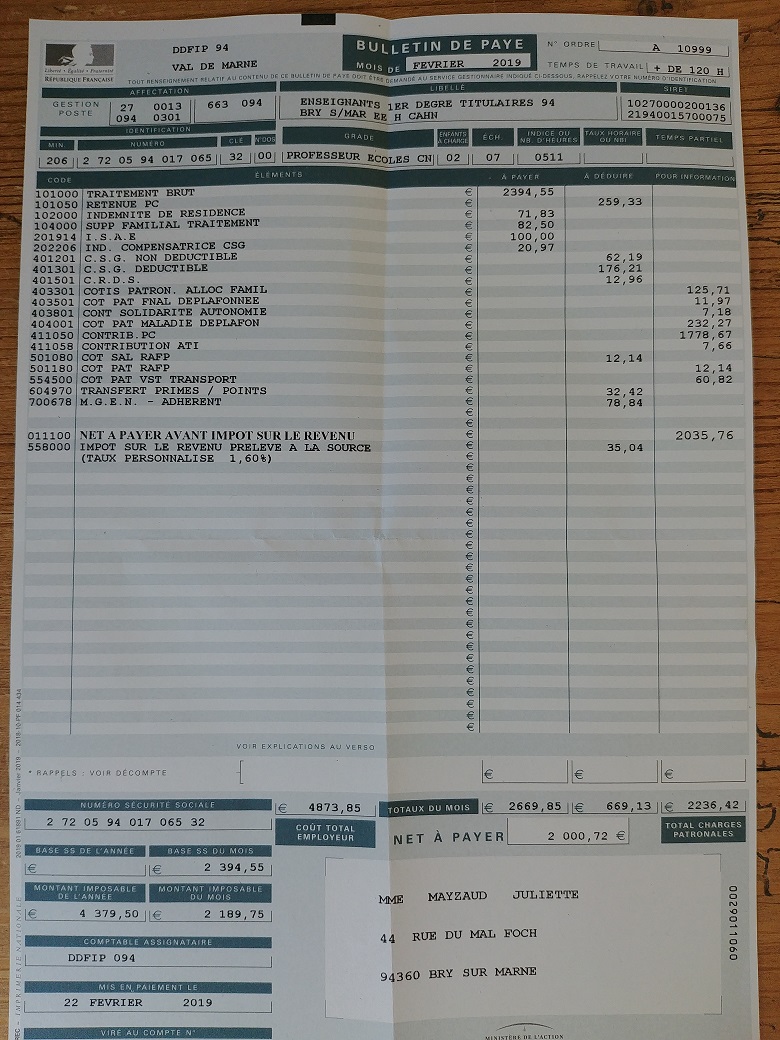 DDFIP 94
VAL DE MARNE
Liberté • Égalité • Fraternité
RÉPUBLIQUE FRANÇAISE
BULLETIN DE PAYE
MOIS DE FEVRIER 2019
N° ORDRE A 10999
TEMPS DE TRAVAIL + DE 120 H
TOUT RENSEIGNEMENT RELATIF AU CONTENU DE CE BULLETIN DE PAYE DOIT ÊTRE DEMANDÉ AU SERVICE GESTIONNAIRE INDIQUÉ CI-DESSOUS, RAPPELEZ VOTRE NUMÉRO D'IDENTIFICATION
AFFECTATION LIBELLÉ SIRET
GESTION 27 0013 663 094 ENSEIGNANTS 1ER DEGRE TITULAIRES 94 10270000200136
POSTE 094 0301 BRY S/MAR EE H CAHN 21940015700075
IDENTIFICATION
MIN. NUMÉRO CLÉ N°DOS GRADE ENFANTS À CHARGE ÉCH. INDICE OU NB. D'HEURES TAUX HORAIRE OU NBI TEMPS PARTIEL
206 2 72 05 94 017 065 32 00 PROFESSEUR ECOLES CN 02 07 0511
CODE ÉLÉMENTS À PAYER À DÉDUIRE POUR INFORMATION
101000 TRAITEMENT BRUT € 2394,55
101050 RETENUE PC € 259,33
102000 INDEMNITE DE RESIDENCE € 71,83
104000 SUPP FAMILIAL TRAITEMENT € 82,50
201914 I.S.A.E € 100,00
202206 IND. COMPENSATRICE CSG € 20,97
401201 C.S.G. NON DEDUCTIBLE € 62,19
401301 C.S.G. DEDUCTIBLE € 176,21
401501 C.R.D.S. € 12,96
403301 COTIS PATRON. ALLOC FAMIL € 125,71
403501 COT PAT FNAL DEPLAFONNEE € 11,97
403801 CONT SOLIDARITE AUTONOMIE € 7,18
404001 COT PAT MALADIE DEPLAFON € 232,27
411050 CONTRIB.PC € 1778,67
411058 CONTRIBUTION ATI € 7,66
501080 COT SAL RAFP € 12,14
501180 COT PAT RAFP € 12,14
554500 COT PAT VST TRANSPORT € 60,82
604970 TRANSFERT PRIMES / POINTS € 32,42
700678 M.G.E.N. - ADHERENT € 78,84
011100 NET A PAYER AVANT IMPOT SUR LE REVENU € 2035,76
558000 IMPOT SUR LE REVENU PRELEVE A LA SOURCE € 35,04
(TAUX PERSONNALISE 1,60%)
VOIR EXPLICATIONS AU VERSO
* RAPPELS : VOIR DÉCOMPTE € € €
NUMÉRO SÉCURITÉ SOCIALE € 4873,85 TOTAUX DU MOIS € 2669,85 € 669,13 € 2236,42
2 72 05 94 017 065 32 COÛT TOTAL EMPLOYEUR NET À PAYER 2 000,72 € TOTAL CHARGES PATRONALES
BASE SS DE L'ANNÉE BASE SS DU MOIS
€ € 2 394,55
MONTANT IMPOSABLE DE L'ANNÉE MONTANT IMPOSABLE DU MOIS
€ 4 379,50 € 2 189,75
COMPTABLE ASSIGNATAIRE
DDFIP 094
MIS EN PAIEMENT LE
22 FEVRIER 2019
VIRÉ AU COMPTE N°
MME MAYZAUD JULIETTE
44 RUE DU MAL FOCH
94360 BRY SUR MARNE
0029011060
MINISTÈRE DE L'ACTION
IMPRIMERIE NATIONALE